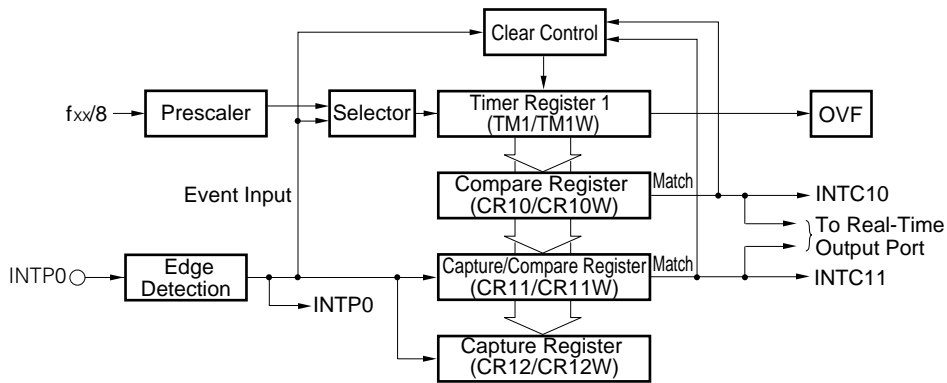 Clear Control
fxx/8
Prescaler
Selector
Timer Register 1
(TM1/TM1W)
OVF
Event Input
Compare Register
(CR10/CR10W)
Match
INTC10
To Real-Time
Output Port
INTP0
Edge
Detection
INTP0
Capture/Compare Register
(CR11/CR11W)
Match
INTC11
Capture Register
(CR12/CR12W)